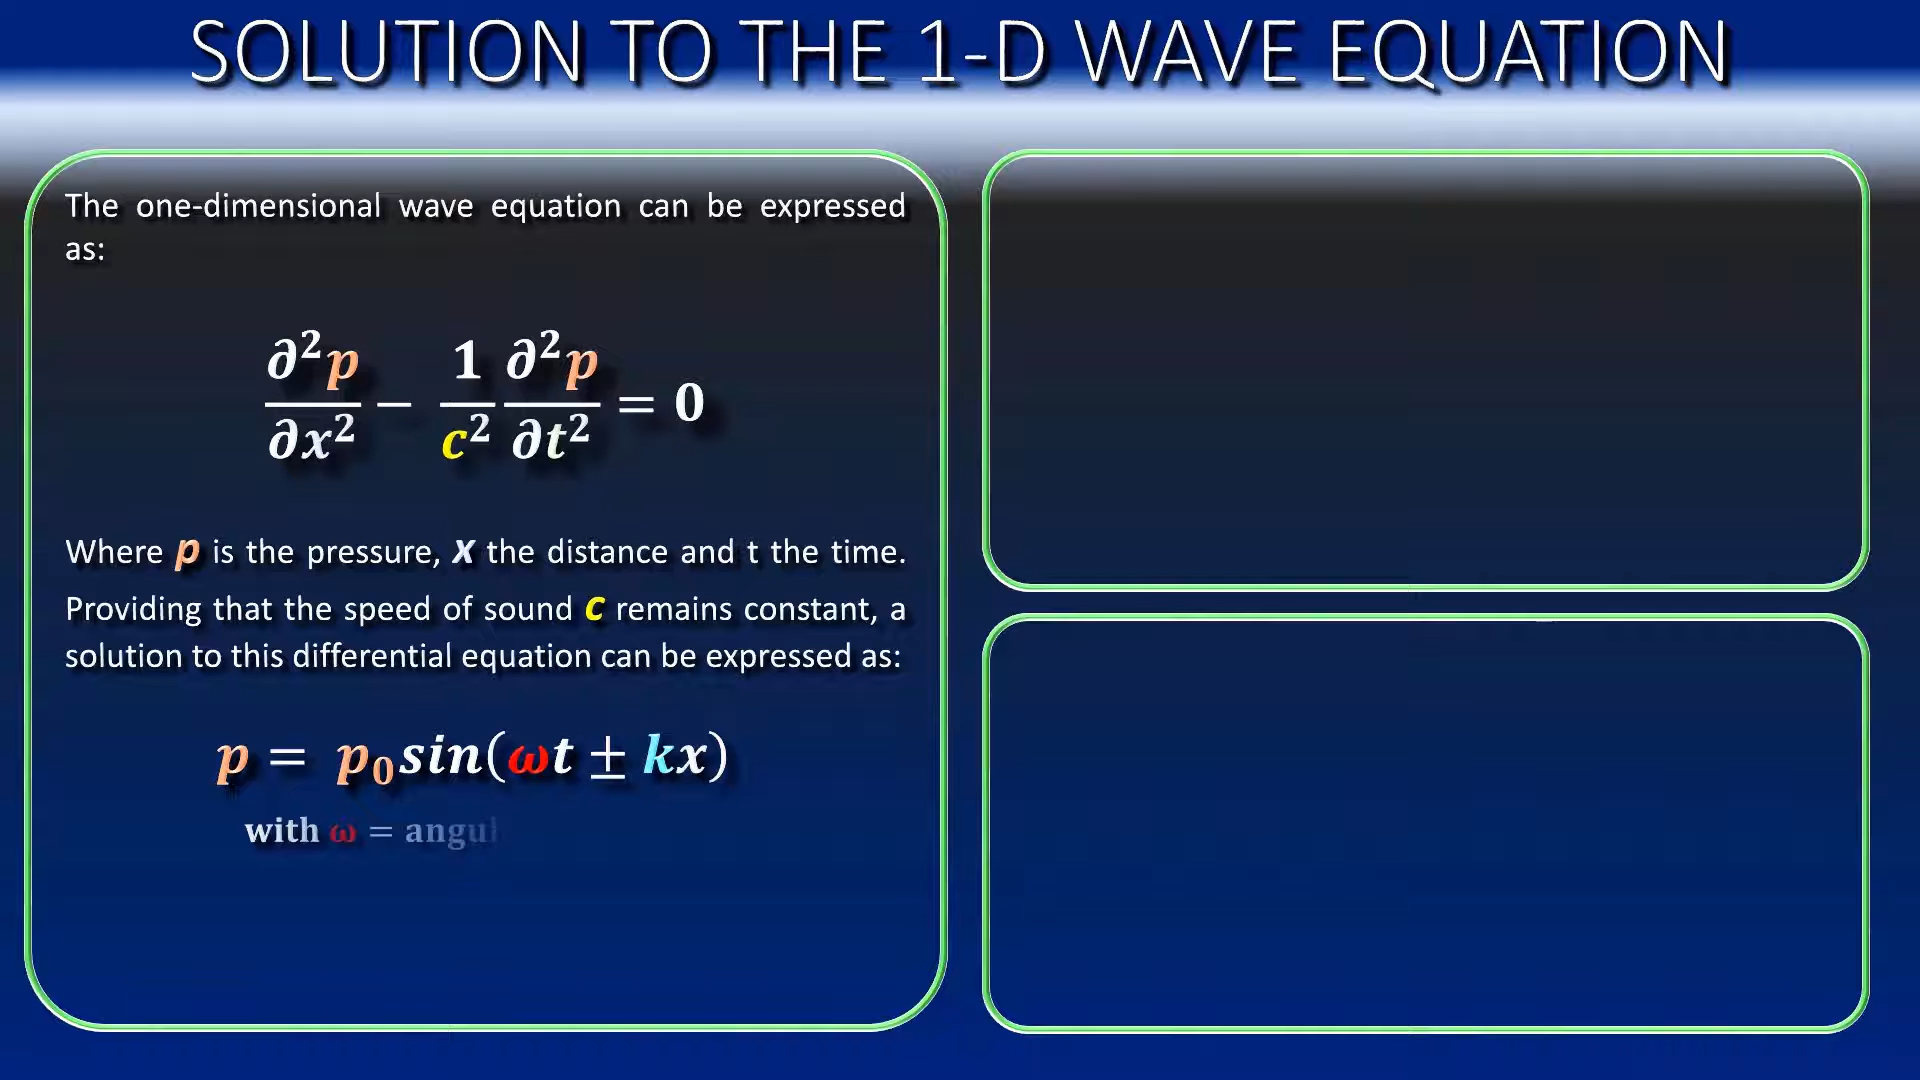 SOLUTION TO THE 1-D WAVE EQUATION
The one-dimensional wave equation can be expressed
as:
∂²p/∂x² − 1/c² ∂²p/∂t² = 0
Where p is the pressure, x the distance and t the time.
Providing that the speed of sound c remains constant, a
solution to this differential equation can be expressed as:
p = p₀sin(ωt ± kx)
with ω = angul